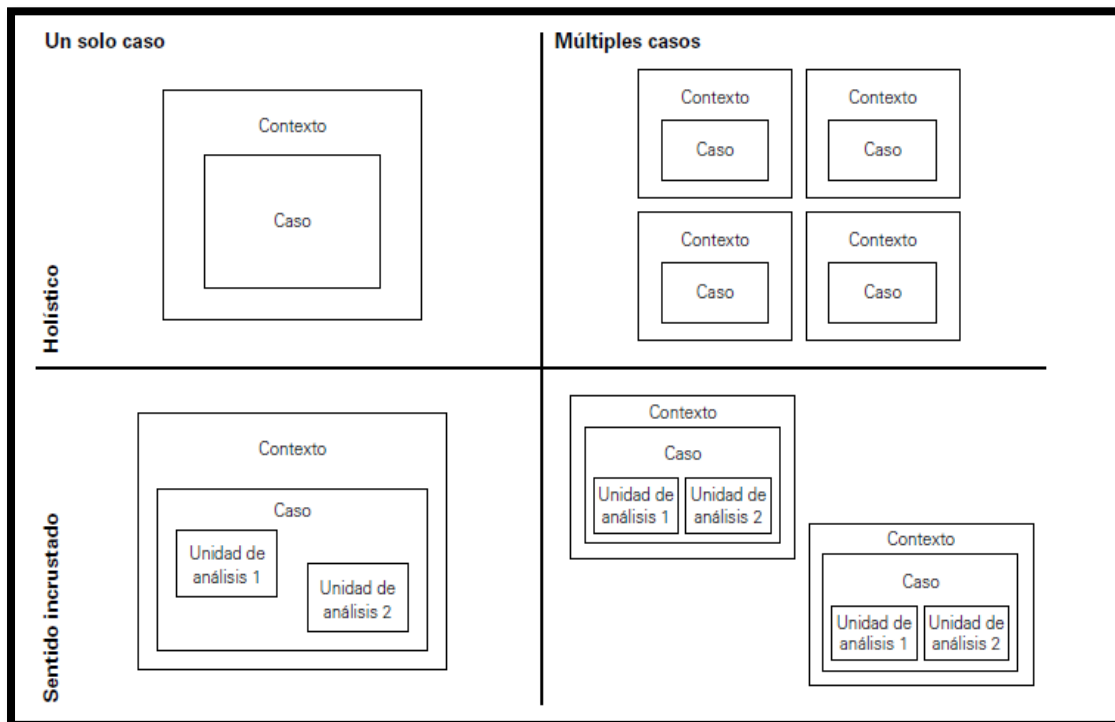 Un solo caso
Múltiples casos
Holístico
Contexto
Caso
Contexto
Caso
Contexto
Caso
Contexto
Caso
Contexto
Caso
Sentido incrustado
Contexto
Caso
Unidad de
análisis 1
Unidad de
análisis 2
Contexto
Caso
Unidad de
análisis 1
Unidad de
análisis 2
Contexto
Caso
Unidad de
análisis 1
Unidad de
análisis 2